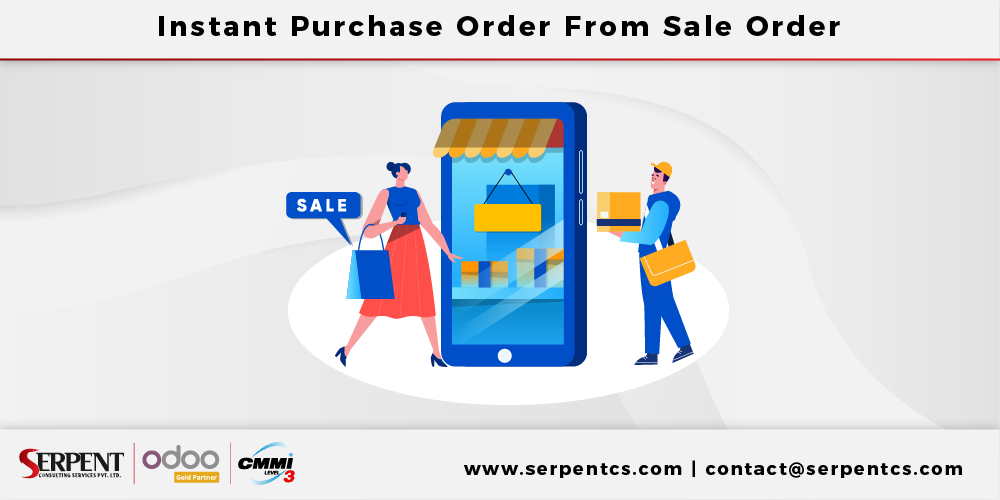 Instant Purchase Order From Sale Order
SALE
SERPENT
CONSULTING SERVICES PVT. LTD.
odoo
Gold Partner
CMMI
LEVEL 3
www.serpentcs.com | contact@serpentcs.com